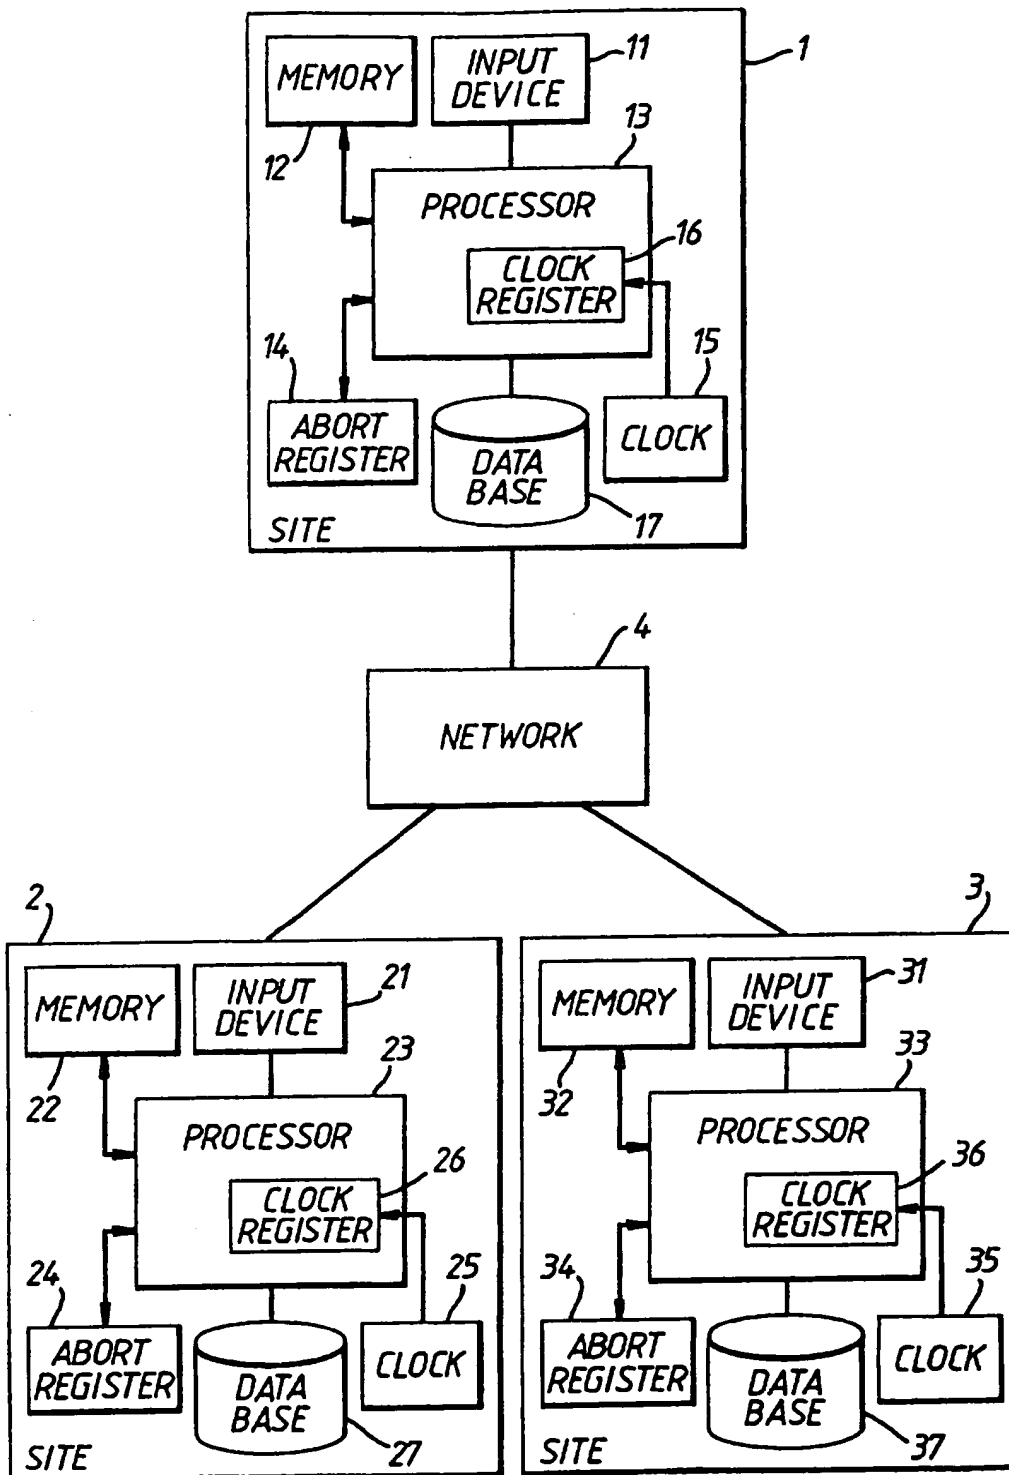 1
MEMORY
INPUT
DEVICE
11
12
13
PROCESSOR
16
CLOCK
REGISTER
14
15
ABORT
REGISTER
DATA
BASE
CLOCK
17
SITE
4
NETWORK
2
MEMORY
INPUT
DEVICE
21
22
23
PROCESSOR
26
CLOCK
REGISTER
24
25
ABORT
REGISTER
DATA
BASE
CLOCK
27
SITE
3
MEMORY
INPUT
DEVICE
31
32
33
PROCESSOR
36
CLOCK
REGISTER
34
35
ABORT
REGISTER
DATA
BASE
CLOCK
37
SITE